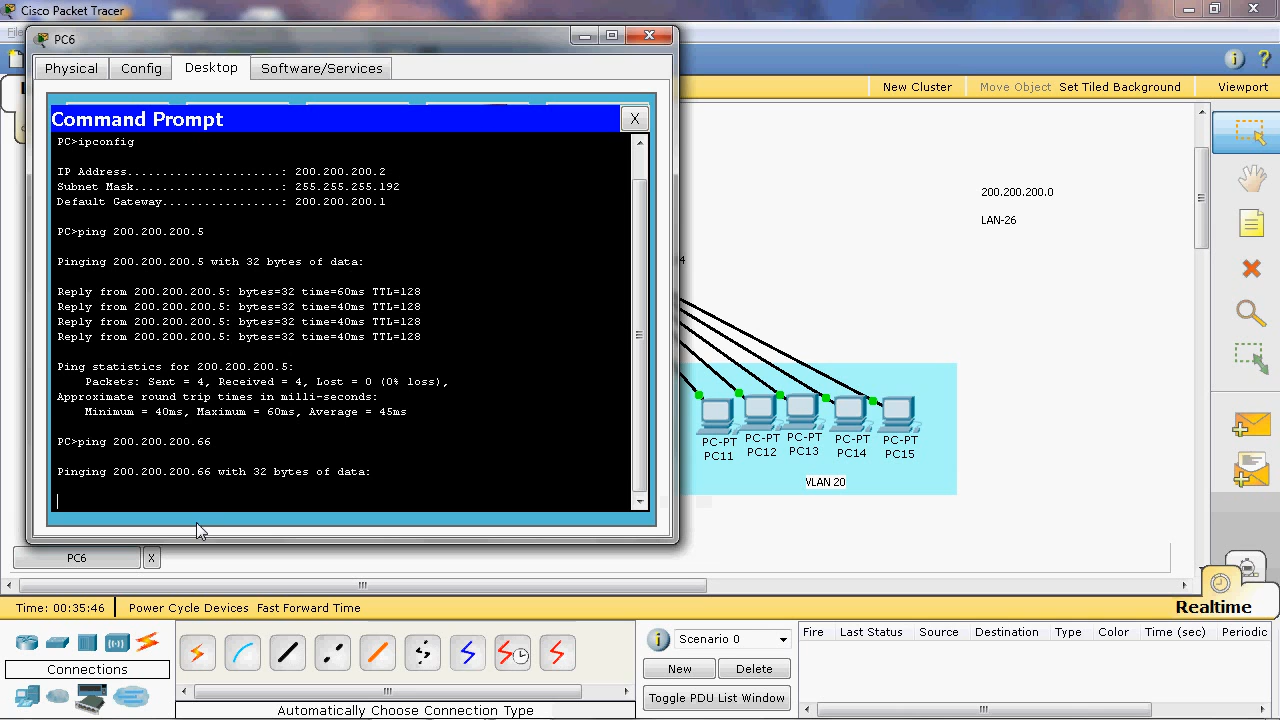 Cisco Packet Tracer
PC6
Physical
Config
Desktop
Software/Services
New Cluster
Move Object
Set Tiled Background
Viewport
Command Prompt
X
PC>ipconfig
IP Address......................: 200.200.200.2
Subnet Mask.....................: 255.255.255.192
Default Gateway.................: 200.200.200.1
PC>ping 200.200.200.5
Pinging 200.200.200.5 with 32 bytes of data:
Reply from 200.200.200.5: bytes=32 time=60ms TTL=128
Reply from 200.200.200.5: bytes=32 time=40ms TTL=128
Reply from 200.200.200.5: bytes=32 time=40ms TTL=128
Reply from 200.200.200.5: bytes=32 time=40ms TTL=128
Ping statistics for 200.200.200.5:
Packets: Sent = 4, Received = 4, Lost = 0 (0% loss),
Approximate round trip times in milli-seconds:
Minimum = 40ms, Maximum = 60ms, Average = 45ms
PC>ping 200.200.200.66
Pinging 200.200.200.66 with 32 bytes of data:
200.200.200.0
LAN-26
4
PC-PT
PC11
PC-PT
PC12
PC-PT
PC13
PC-PT
PC14
PC-PT
PC15
VLAN 20
PC6
X
Time: 00:35:46
Power Cycle Devices
Fast Forward Time
Realtime
Connections
Automatically Choose Connection Type
Scenario 0
New
Delete
Toggle PDU List Window
Fire
Last Status
Source
Destination
Type
Color
Time (sec)
Periodic